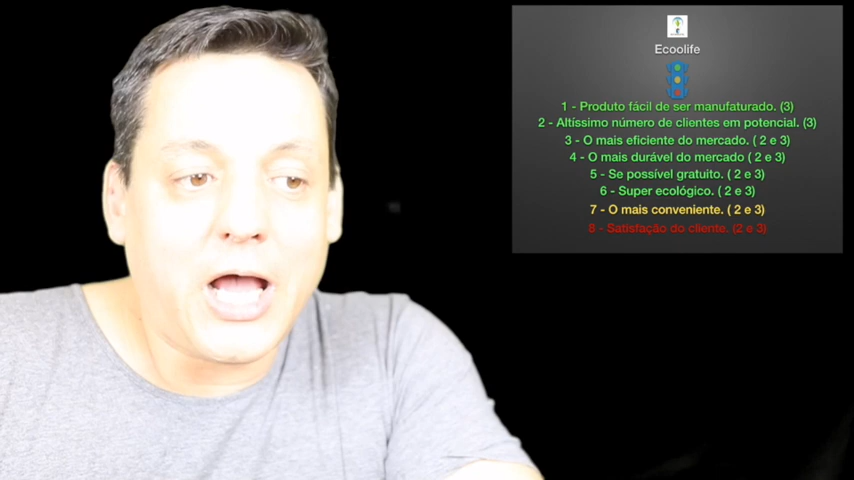 Ecoolife
1 - Produto fácil de ser manufaturado. (3)
2 - Altíssimo número de clientes em potencial. (3)
3 - O mais eficiente do mercado. ( 2 e 3)
4 - O mais durável do mercado ( 2 e 3)
5 - Se possível gratuito. ( 2 e 3)
6 - Super ecológico. ( 2 e 3)
7 - O mais conveniente. ( 2 e 3)
8 - Satisfação do cliente. (2 e 3)